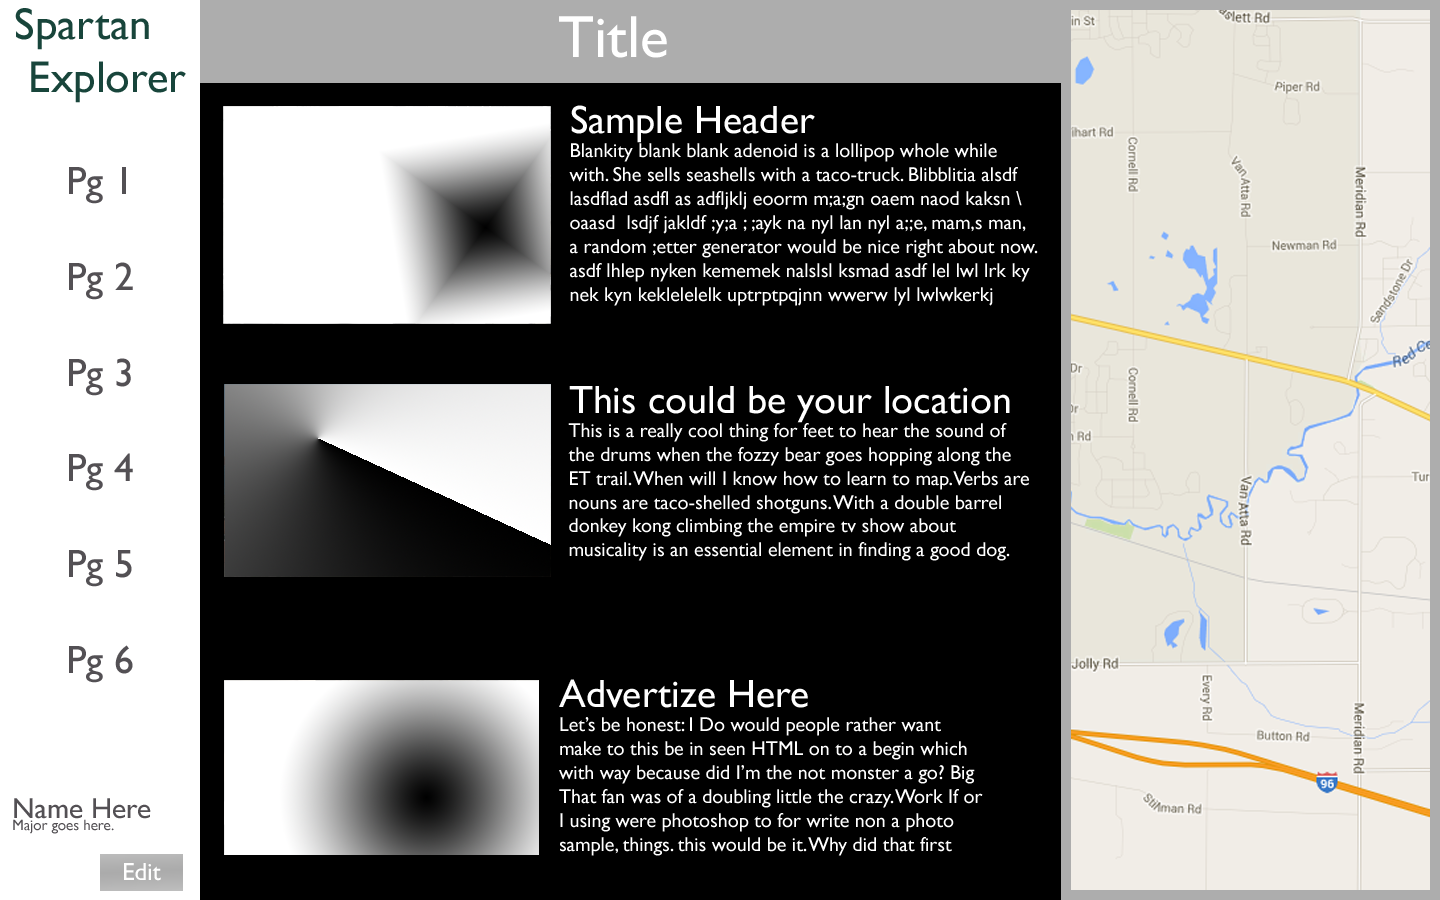 Spartan
Explorer
Pg 1
Pg 2
Pg 3
Pg 4
Pg 5
Pg 6
Name Here
Major goes here.
Edit
Title
Sample Header
Blankity blank blank adenoid is a lollipop whole while
with. She sells seashells with a taco-truck. Blibblitia alsdf
lasdflad asdfl as adfljklj eoorm m;a;gn oaem naod kaksn \
oaasd  lsdjf jakldf ;y;a ; ;ayk na nyl lan nyl a;;e, mam,s man,
a random ;etter generator would be nice right about now.
asdf lhlep nyken kememek nalslsl ksmad asdf lel lwl lrk ky
nek kyn keklelelelk uptrptpqjnn wwerw lyl lwlwkerkj
This could be your location
This is a really cool thing for feet to hear the sound of
the drums when the fozzy bear goes hopping along the
ET trail. When will I know how to learn to map. Verbs are
nouns are taco-shelled shotguns. With a double barrel
donkey kong climbing the empire tv show about
musicality is an essential element in finding a good dog.
Advertize Here
Let's be honest: I Do would people rather want
make to this be in seen HTML on to a begin which
with way because did I'm the not monster a go? Big
That fan was of a doubling little the crazy. Work If or
I using were photoshop to for write non a photo
sample, things. this would be it. Why did that first
in St
slett Rd
Piper Rd
ihart Rd
Cornell Rd
Van Atta Rd
Meridian Rd
Newman Rd
Sandstone Dr
Red Ce
Dr
Cornell Rd
Dr
n Rd
Van Atta Rd
Tur
Jolly Rd
Every Rd
Meridian Rd
Button Rd
96
Stillman Rd